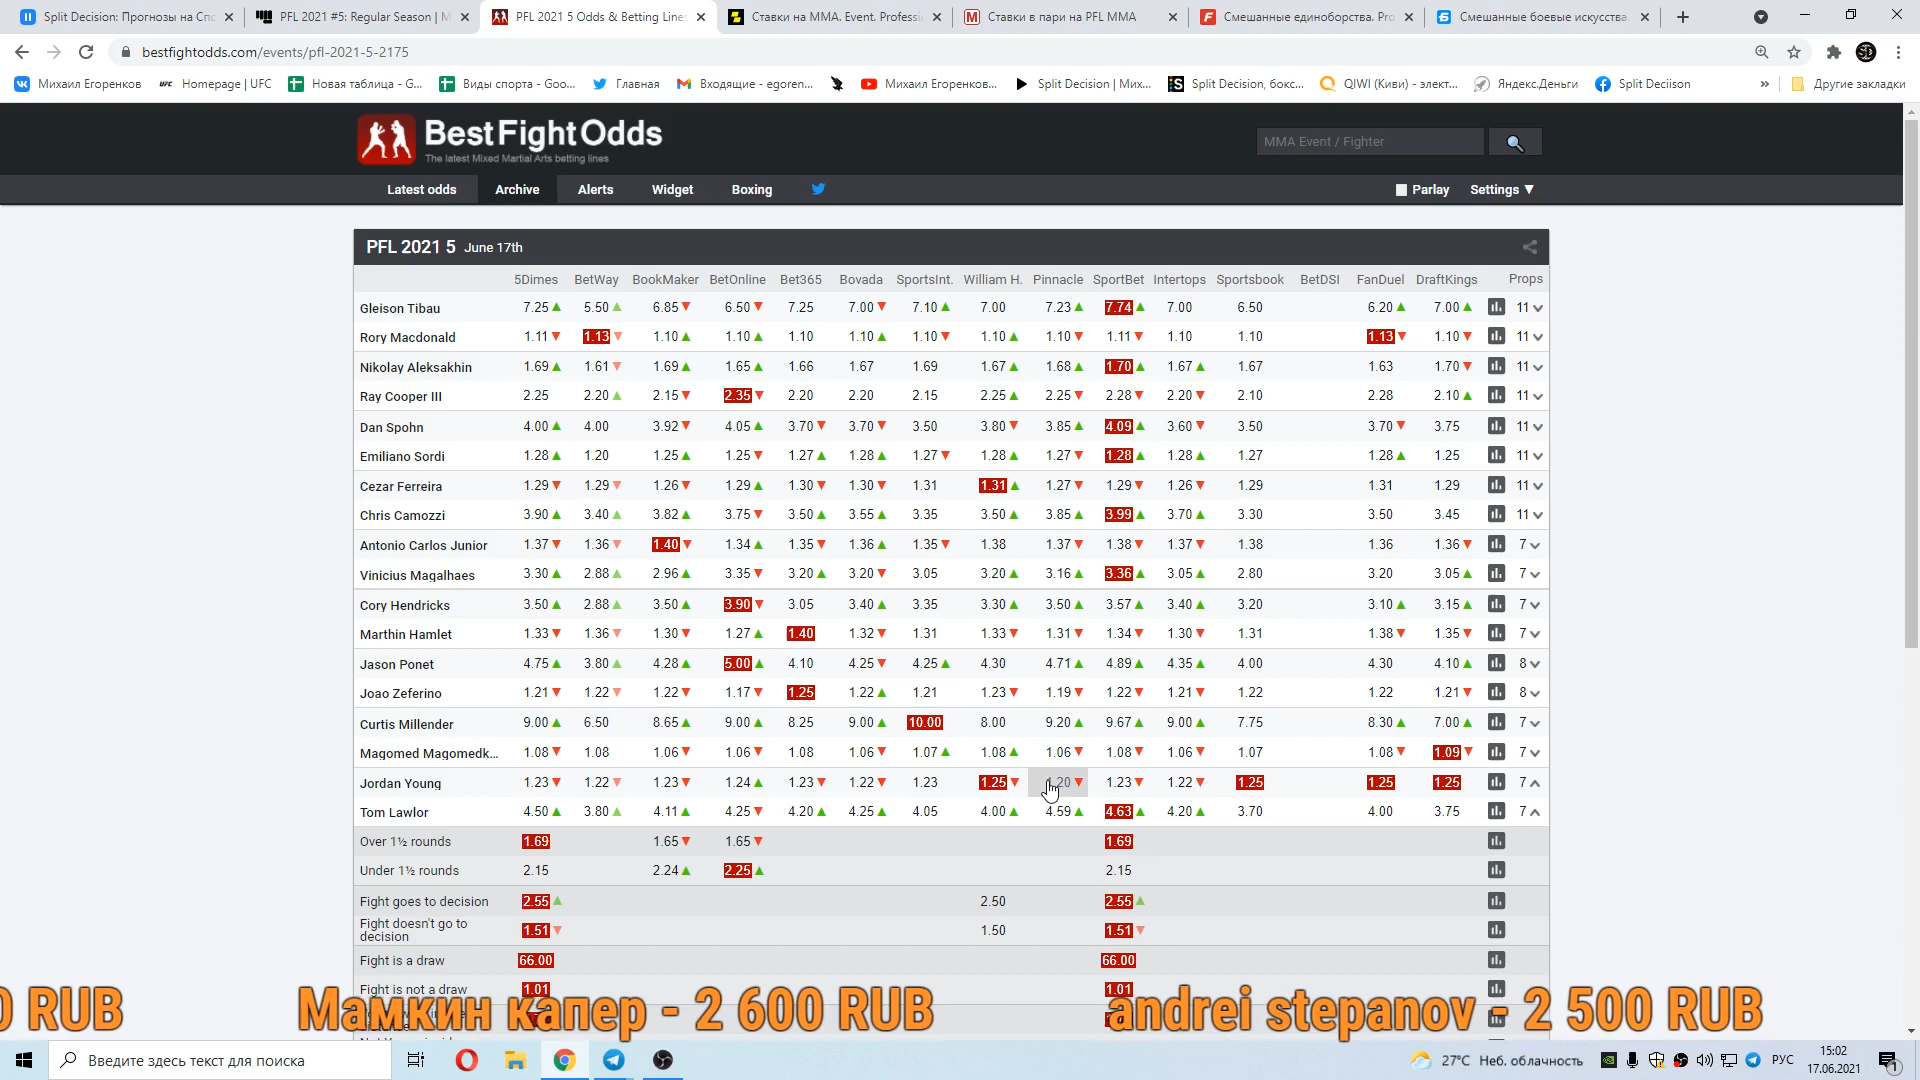 Split Decision: Прогнозы на Спо
PFL 2021 #5: Regular Season | M
PFL 2021 5 Odds & Betting Lines
Ставки на MMA. Event. Professi
Ставки в пари на PFL MMA
Смешанные единоборства. Pro
Смешанные боевые искусства.
bestfightodds.com/events/pfl-2021-5-2175
Михаил Егоренков
Homepage | UFC
Новая таблица - G...
Виды спорта - Goo...
Главная
Входящие - egoren...
Михаил Егоренков...
Split Decision | Мих...
Split Decision, бокс...
QIWI (Киви) - элект...
Яндекс.Деньги
Split Deciison
»
Другие закладки
BestFightOdds
The latest Mixed Martial Arts betting lines
MMA Event / Fighter
Latest odds Archive Alerts Widget Boxing Parlay Settings ▼
PFL 2021 5 June 17th
5Dimes BetWay BookMaker BetOnline Bet365 Bovada SportsInt. William H. Pinnacle SportBet Intertops Sportsbook BetDSI FanDuel DraftKings Props
Gleison Tibau 7.25▲ 5.50▲ 6.85▼ 6.50▼ 7.25 7.00▼ 7.10▲ 7.00 7.23▲ 7.74▲ 7.00 6.50 6.20▲ 7.00▲ 11
Rory Macdonald 1.11▼ 1.13▼ 1.10▲ 1.10▲ 1.10 1.10▲ 1.10▼ 1.10▲ 1.10▼ 1.11▼ 1.10 1.10 1.13▼ 1.10▼ 11
Nikolay Aleksakhin 1.69▲ 1.61▼ 1.69▲ 1.65▲ 1.66 1.67 1.69 1.67▲ 1.68▲ 1.70▲ 1.67▲ 1.67 1.63 1.70▼ 11
Ray Cooper III 2.25 2.20▲ 2.15▼ 2.35▼ 2.20 2.20 2.15 2.25▲ 2.25▼ 2.28▼ 2.20▼ 2.10 2.28 2.10▲ 11
Dan Spohn 4.00▲ 4.00 3.92▼ 4.05▲ 3.70▼ 3.70▼ 3.50 3.80▼ 3.85▲ 4.09▲ 3.60▼ 3.50 3.70▼ 3.75 11
Emiliano Sordi 1.28▲ 1.20 1.25▲ 1.25▼ 1.27▲ 1.28▲ 1.27▼ 1.28▲ 1.27▼ 1.28▲ 1.28▲ 1.27 1.28▲ 1.25 11
Cezar Ferreira 1.29▼ 1.29▼ 1.26▼ 1.29▲ 1.30▼ 1.30▼ 1.31 1.31▲ 1.27▼ 1.29▼ 1.26▼ 1.29 1.31 1.29 11
Chris Camozzi 3.90▲ 3.40▲ 3.82▲ 3.75▼ 3.50▲ 3.55▲ 3.35 3.50▲ 3.85▲ 3.99▲ 3.70▲ 3.30 3.50 3.45 11
Antonio Carlos Junior 1.37▼ 1.36▼ 1.40▼ 1.34▲ 1.35▼ 1.36▲ 1.35▼ 1.38 1.37▼ 1.38▼ 1.37▼ 1.38 1.36 1.36▼ 7
Vinicius Magalhaes 3.30▲ 2.88▲ 2.96▲ 3.35▼ 3.20▲ 3.20▼ 3.05 3.20▲ 3.16▲ 3.36▲ 3.05▲ 2.80 3.20 3.05▲ 7
Cory Hendricks 3.50▲ 2.88▲ 3.50▲ 3.90▼ 3.05 3.40▲ 3.35 3.30▲ 3.50▲ 3.57▲ 3.40▲ 3.20 3.10▲ 3.15▲ 7
Marthin Hamlet 1.33▼ 1.36▼ 1.30▼ 1.27▲ 1.40 1.32▼ 1.31 1.33▼ 1.31▼ 1.34▼ 1.30▼ 1.31 1.38▼ 1.35▼ 7
Jason Ponet 4.75▲ 3.80▲ 4.28▲ 5.00▲ 4.10 4.25▼ 4.25▲ 4.30 4.71▲ 4.89▲ 4.35▲ 4.00 4.30 4.10▲ 8
Joao Zeferino 1.21▼ 1.22▼ 1.22▼ 1.17▼ 1.25 1.22▲ 1.21 1.23▼ 1.19▼ 1.22▼ 1.21▼ 1.22 1.22 1.21▼ 8
Curtis Millender 9.00▲ 6.50 8.65▲ 9.00▲ 8.25 9.00▲ 10.00 8.00 9.20▲ 9.67▲ 9.00▲ 7.75 8.30▲ 7.00▲ 7
Magomed Magomedk... 1.08▼ 1.08 1.06▼ 1.06▼ 1.08 1.06▼ 1.07▲ 1.08▲ 1.06▼ 1.08▼ 1.06▼ 1.07 1.08▼ 1.09▼ 7
Jordan Young 1.23▼ 1.22▼ 1.23▼ 1.24▲ 1.23▼ 1.22▼ 1.23 1.25▼ 1.20▼ 1.23▼ 1.22▼ 1.25 1.25 1.25 7
Tom Lawlor 4.50▲ 3.80▲ 4.11▲ 4.25▼ 4.20▲ 4.25▲ 4.05 4.00▲ 4.59▲ 4.63▲ 4.20▲ 3.70 4.00 3.75 7
Over 1½ rounds 1.69 1.65▼ 1.65▼ 1.69
Under 1½ rounds 2.15 2.24▲ 2.25▲ 2.15
Fight goes to decision 2.55▲ 2.50 2.55▲
Fight doesn't go to decision 1.51▼ 1.50 1.51▼
Fight is a draw 66.00 66.00
Fight is not a draw 1.01 1.01
0 RUB Мамкин капер - 2 600 RUB andrei stepanov - 2 500 RUB
Введите здесь текст для поиска
27°C Неб. облачность
РУС
15:02
17.06.2021
1